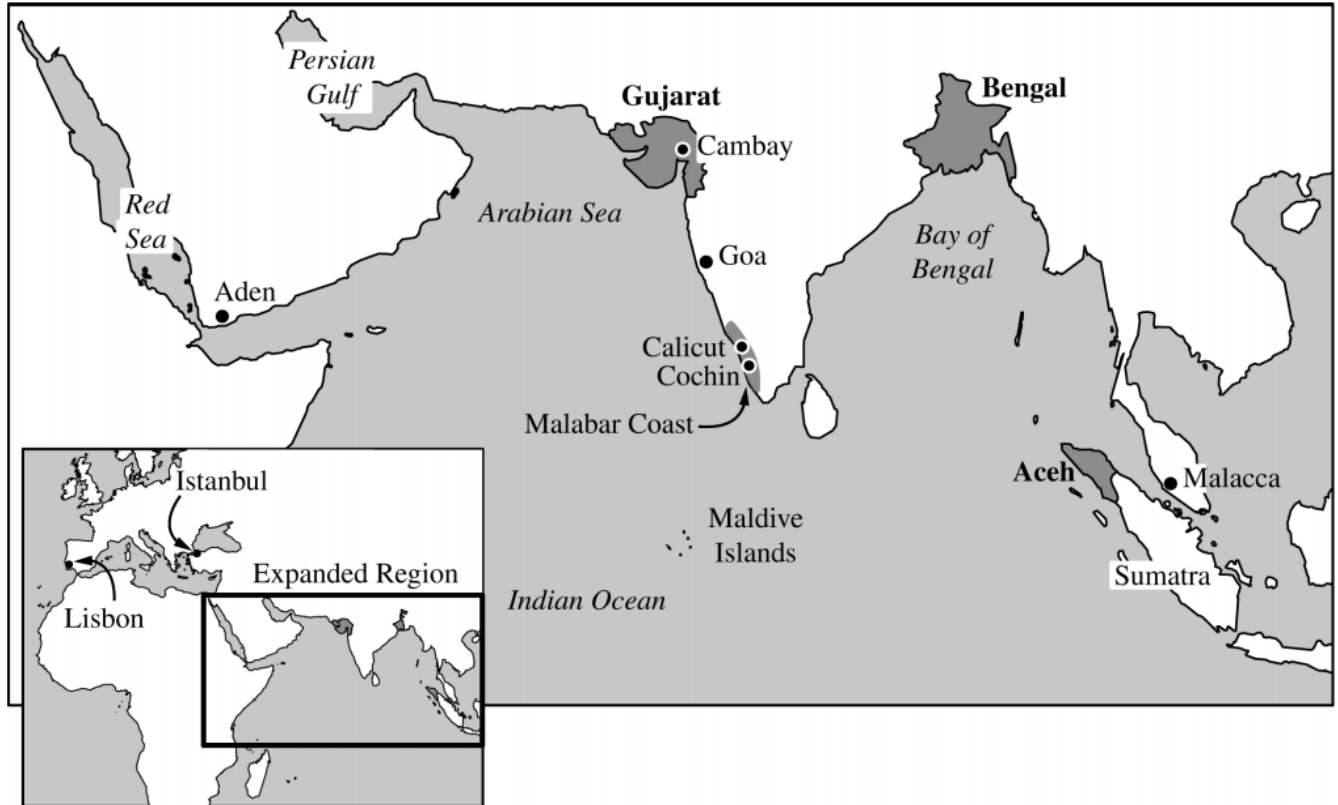 Persian
Gulf
Gujarat
Bengal
Cambay
Red
Sea
Arabian Sea
Bay of
Bengal
Goa
Aden
Calicut
Cochin
Malabar Coast
Aceh
Malacca
Istanbul
Maldive
Islands
Expanded Region
Sumatra
Indian Ocean
Lisbon